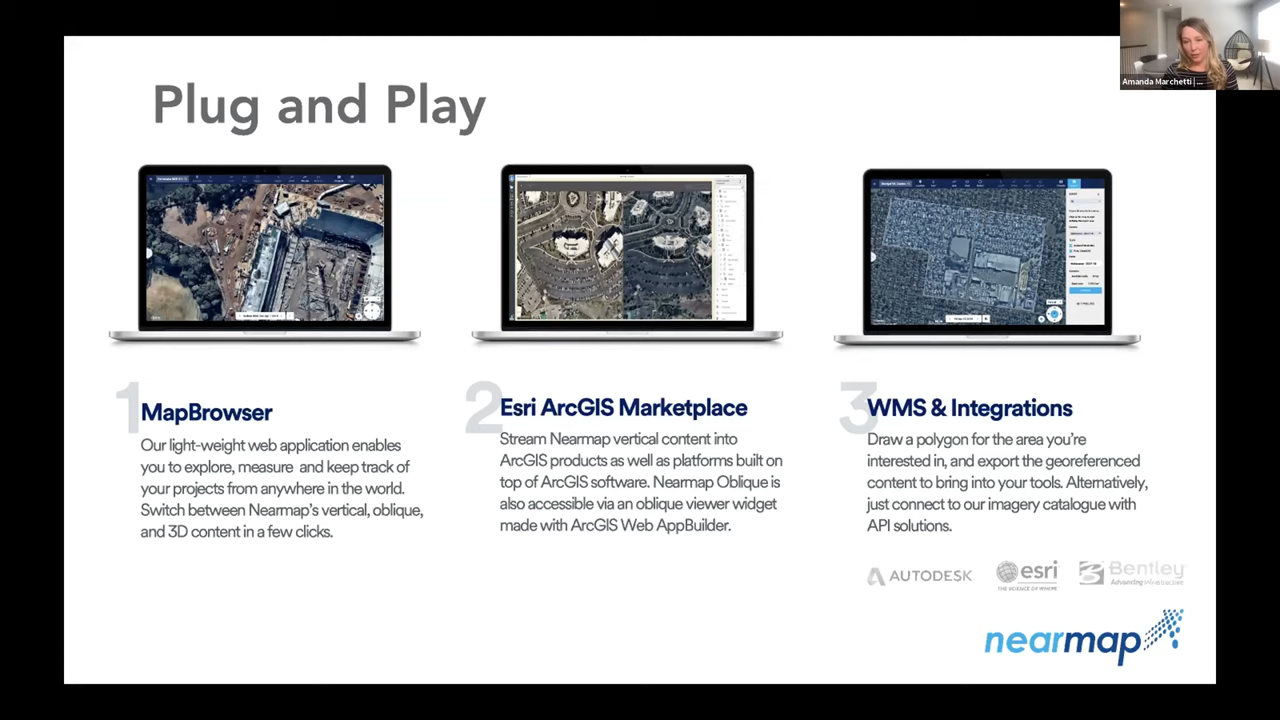 Amanda Marchetti | ...
Plug and Play
1
MapBrowser
Our light-weight web application enables
you to explore, measure and keep track of
your projects from anywhere in the world.
Switch between Nearmap's vertical, oblique,
and 3D content in a few clicks.
2
Esri ArcGIS Marketplace
Stream Nearmap vertical content into
ArcGIS products as well as platforms built on
top of ArcGIS software. Nearmap Oblique is
also accessible via an oblique viewer widget
made with ArcGIS Web AppBuilder.
3
WMS & Integrations
Draw a polygon for the area you're
interested in, and export the georeferenced
content to bring into your tools. Alternatively,
just connect to our imagery catalogue with
API solutions.
AUTODESK
esri
THE SCIENCE OF WHERE
Bentley
Advancing Infrastructure
nearmap